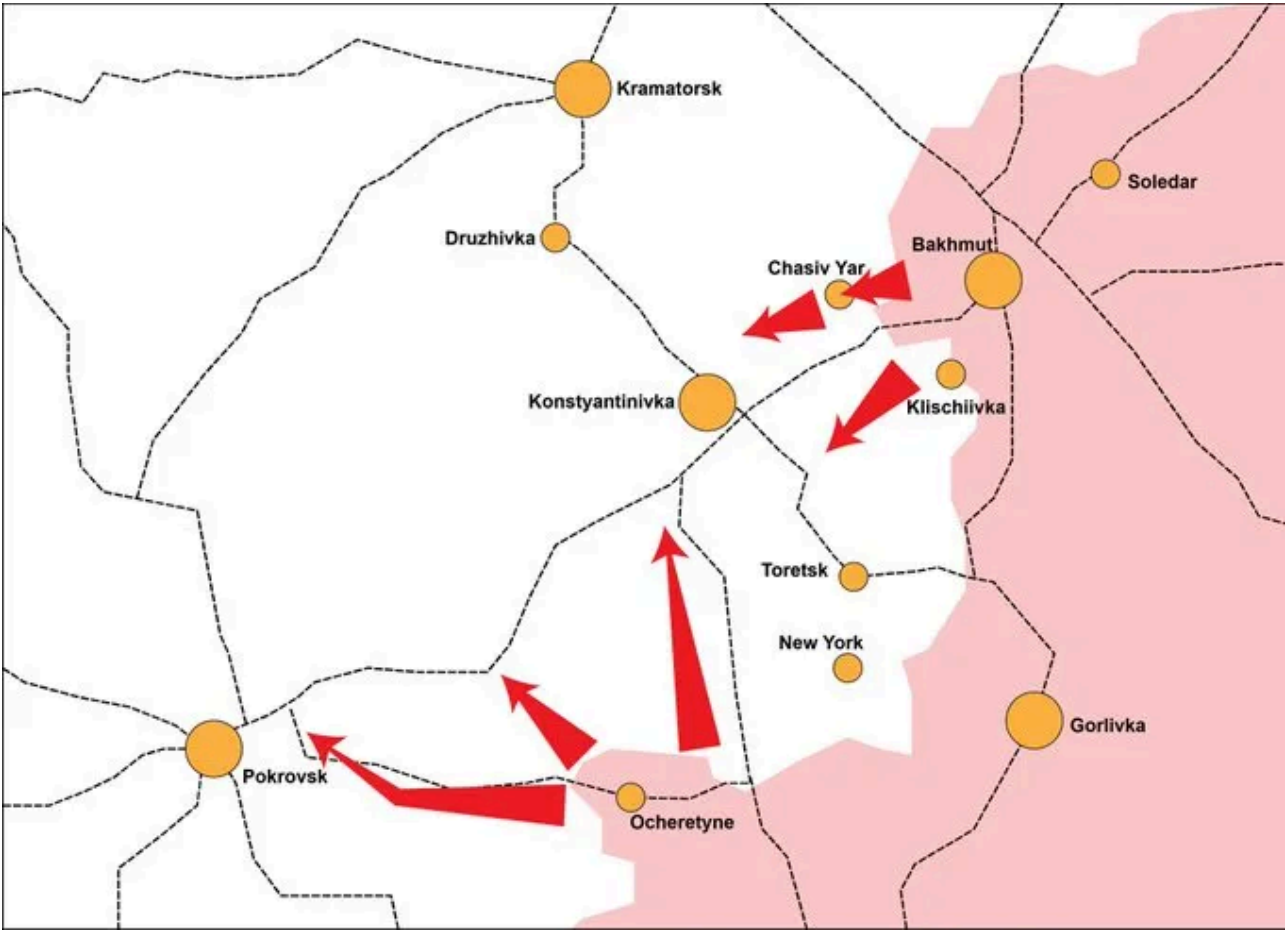 Kramatorsk
Soledar
Druzhivka
Bakhmut
Chasiv Yar
Konstyantinivka
Klischiivka
Toretsk
New York
Gorlivka
Pokrovsk
Ocheretyne